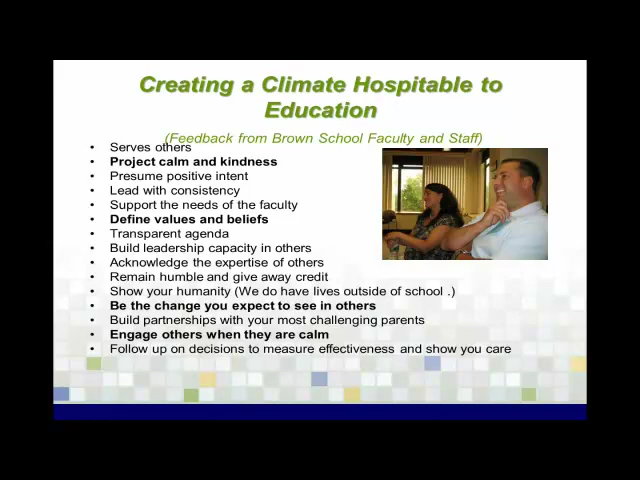 Creating a Climate Hospitable to
Education
(Feedback from Brown School Faculty and Staff)
• Serves others
• Project calm and kindness
• Presume positive intent
• Lead with consistency
• Support the needs of the faculty
• Define values and beliefs
• Transparent agenda
• Build leadership capacity in others
• Acknowledge the expertise of others
• Remain humble and give away credit
• Show your humanity (We do have lives outside of school .)
• Be the change you expect to see in others
• Build partnerships with your most challenging parents
• Engage others when they are calm
• Follow up on decisions to measure effectiveness and show you care